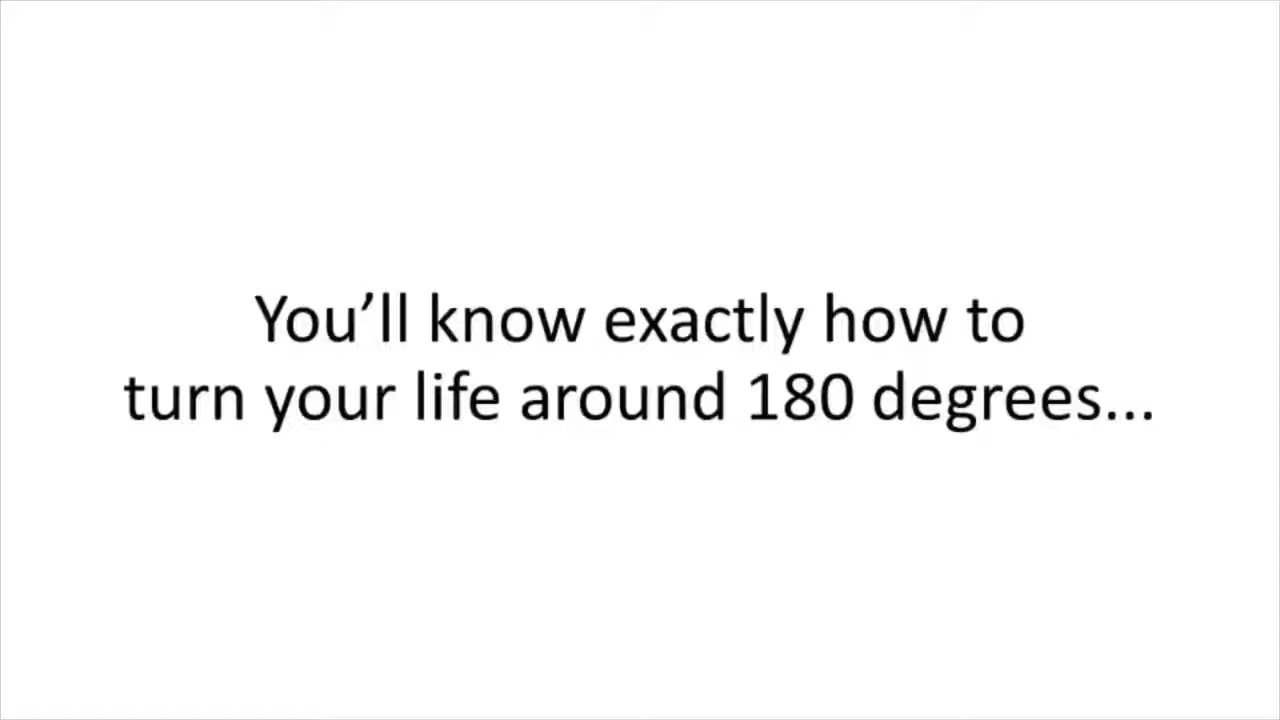 You’ll know exactly how to
turn your life around 180 degrees...